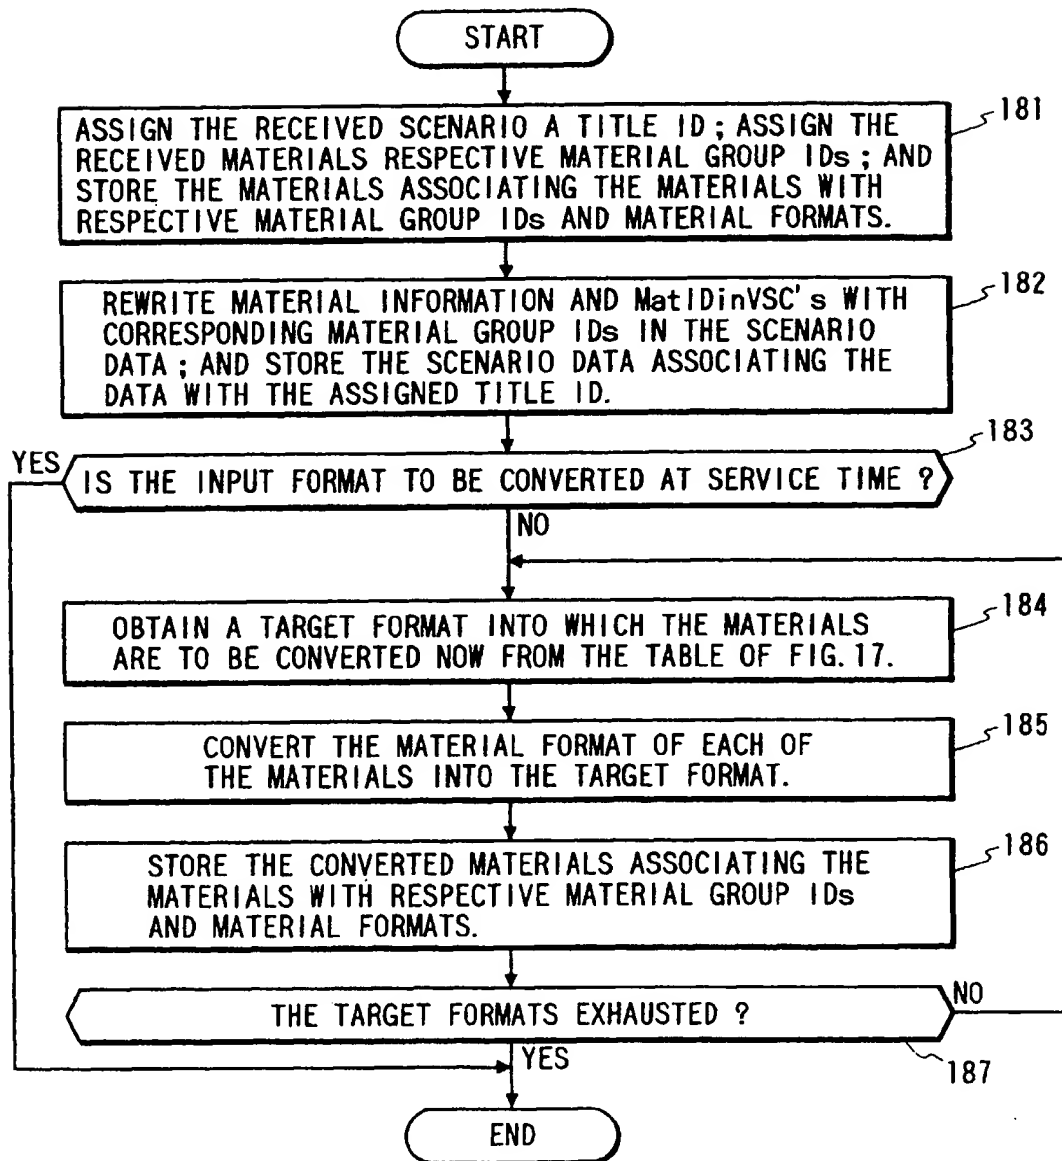 START
181
ASSIGN THE RECEIVED SCENARIO A TITLE ID; ASSIGN THE
RECEIVED MATERIALS RESPECTIVE MATERIAL GROUP IDs; AND
STORE THE MATERIALS ASSOCIATING THE MATERIALS WITH
RESPECTIVE MATERIAL GROUP IDs AND MATERIAL FORMATS.
182
REWRITE MATERIAL INFORMATION AND MatIDinVSC's WITH
CORRESPONDING MATERIAL GROUP IDs IN THE SCENARIO
DATA; AND STORE THE SCENARIO DATA ASSOCIATING THE
DATA WITH THE ASSIGNED TITLE ID.
183
YES
IS THE INPUT FORMAT TO BE CONVERTED AT SERVICE TIME ?
NO
184
OBTAIN A TARGET FORMAT INTO WHICH THE MATERIALS
ARE TO BE CONVERTED NOW FROM THE TABLE OF FIG. 17.
185
CONVERT THE MATERIAL FORMAT OF EACH OF
THE MATERIALS INTO THE TARGET FORMAT.
186
STORE THE CONVERTED MATERIALS ASSOCIATING THE
MATERIALS WITH RESPECTIVE MATERIAL GROUP IDs
AND MATERIAL FORMATS.
NO
THE TARGET FORMATS EXHAUSTED ?
YES
187
END